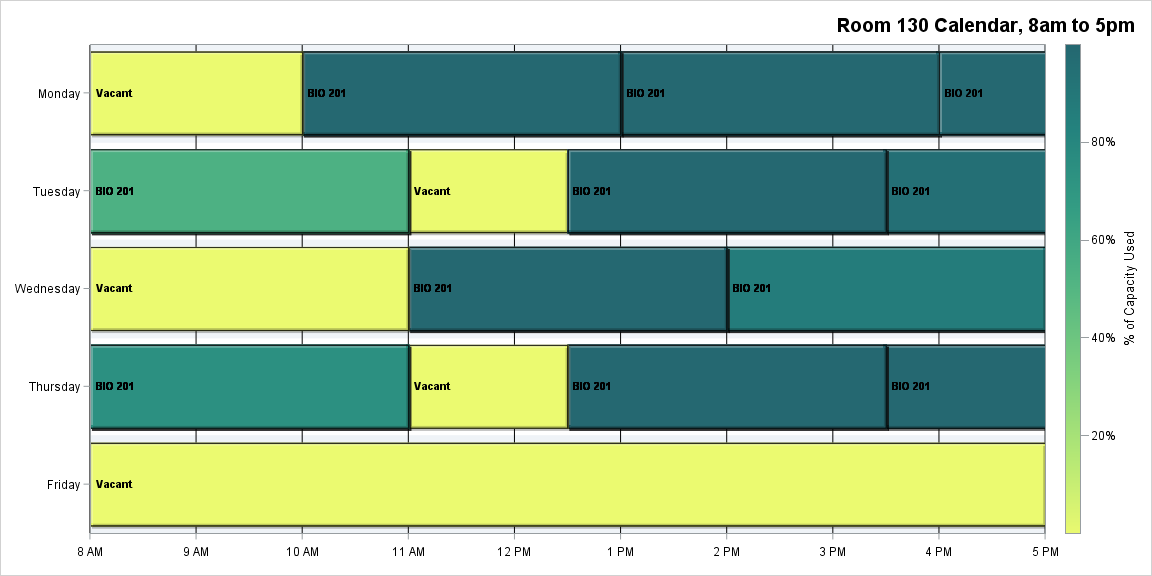 Room 130 Calendar, 8am to 5pm
Monday
Vacant
BIO 201
BIO 201
BIO 201
Tuesday
BIO 201
Vacant
BIO 201
BIO 201
Wednesday
Vacant
BIO 201
BIO 201
Thursday
BIO 201
Vacant
BIO 201
BIO 201
Friday
Vacant
8 AM
9 AM
10 AM
11 AM
12 PM
1 PM
2 PM
3 PM
4 PM
5 PM
80%
60%
40%
20%
% of Capacity Used